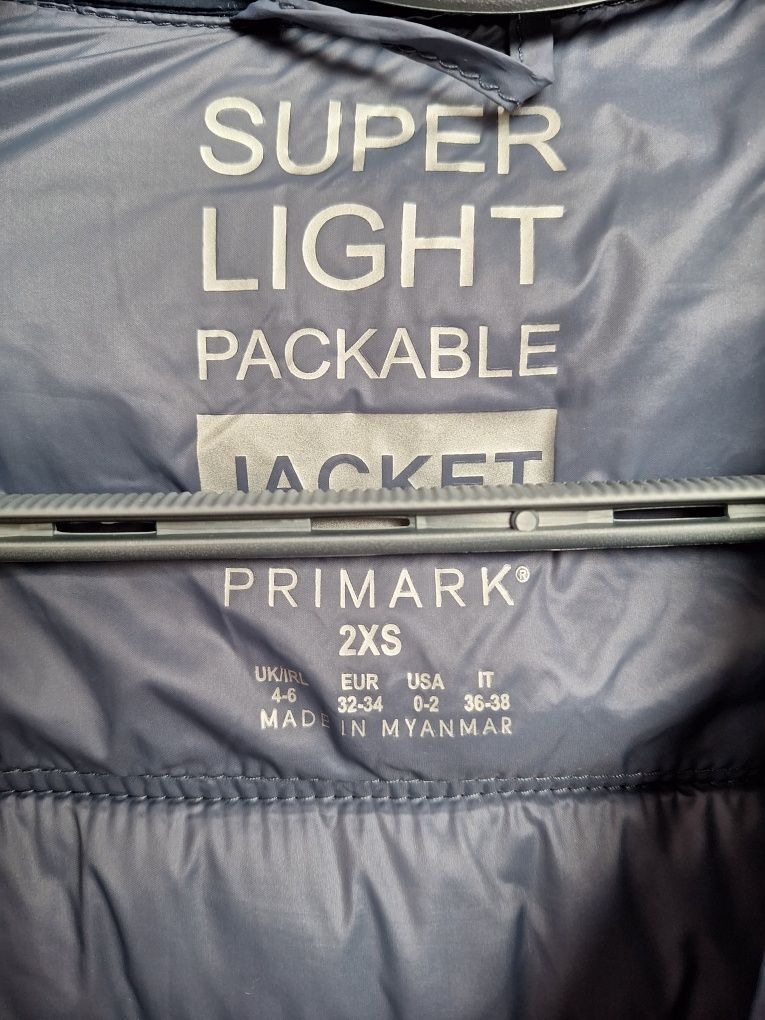 SUPER
LIGHT
PACKABLE
JACKET
PRIMARK®
2XS
UK/IRL EUR USA IT
4-6 32-34 0-2 36-38
MADE IN MYANMAR